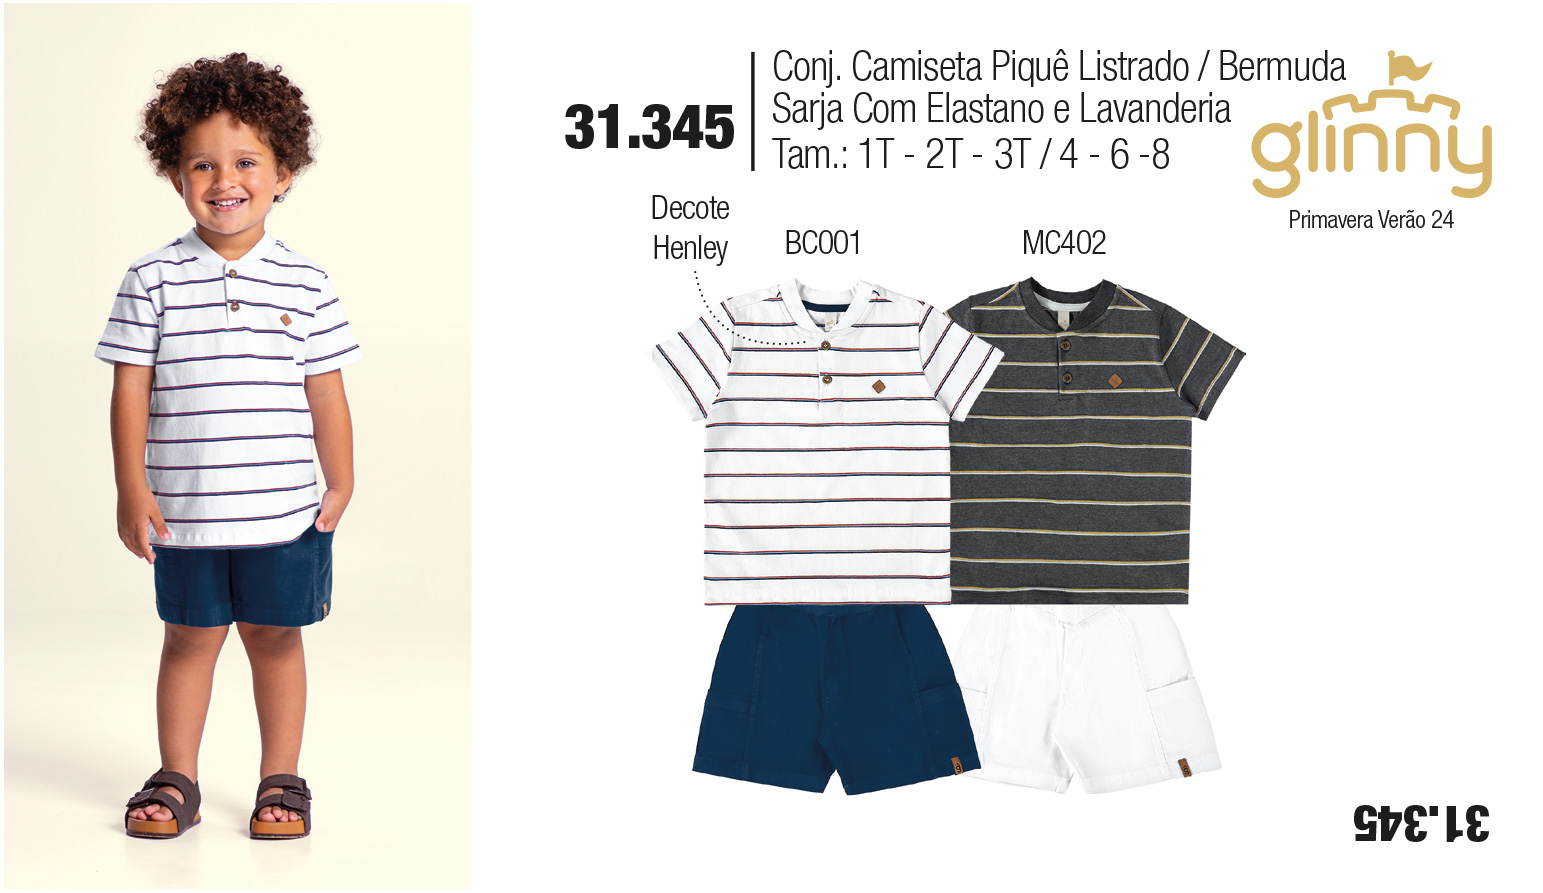 31.345
Conj. Camiseta Piquê Listrado / Bermuda
Sarja Com Elastano e Lavanderia
Tam.: 1T - 2T - 3T / 4 - 6 -8
glinny
Primavera Verão 24
Decote
Henley
BC001
MC402
31.345